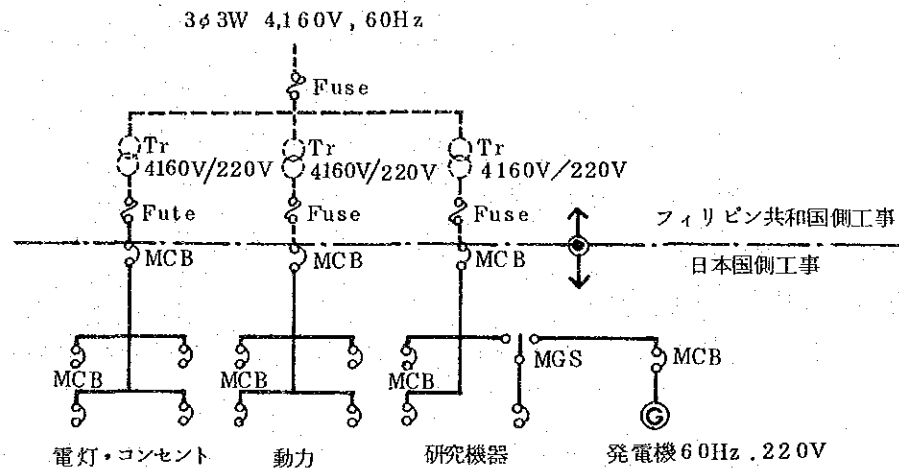 3φ3W 4,160V, 60Hz
Fuse
Tr
4160V/220V
Tr
4160V/220V
Tr
4160V/220V
Fute
Fuse
Fuse
フィリピン共和国側工事
MCB
MCB
MCB
日本国側工事
MCB
MCB
MCB
MGS
MCB
G
電灯・コンセント
動力
研究機器
発電機60Hz.220V